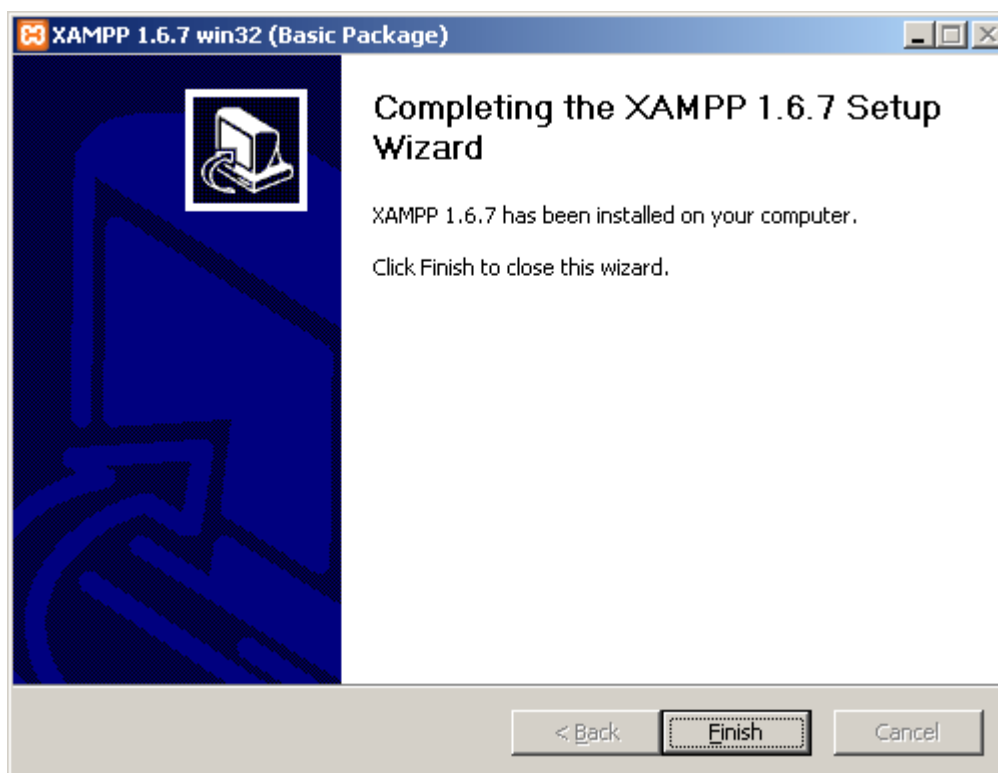 XAMPP 1.6.7 win32 (Basic Package)
Completing the XAMPP 1.6.7 Setup
Wizard
XAMPP 1.6.7 has been installed on your computer.
Click Finish to close this wizard.
< Back Finish Cancel